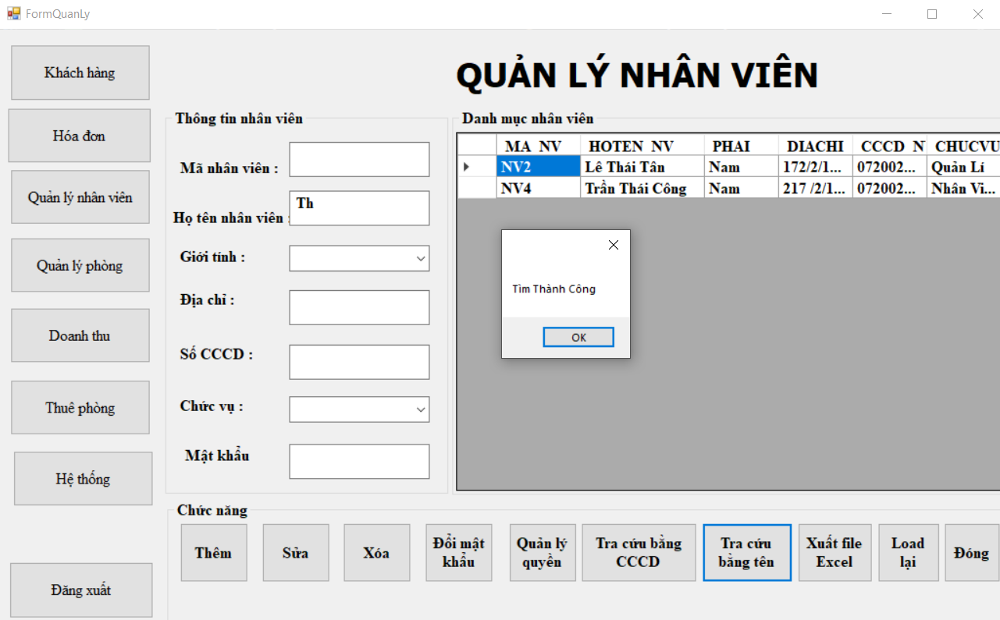 FormQuanLy
QUẢN LÝ NHÂN VIÊN
Khách hàng
Hóa đơn
Quản lý nhân viên
Quản lý phòng
Doanh thu
Thuê phòng
Hệ thống
Đăng xuất
Thông tin nhân viên
Mã nhân viên :
Họ tên nhân viên :
Th
Giới tính :
Địa chỉ :
Số CCCD :
Chức vụ :
Mật khẩu
Danh mục nhân viên
MA_NV HOTEN_NV PHAI DIACHI CCCD_N CHUCVU
NV2 Lê Thái Tân Nam 172/2/1... 072002... Quản Lí
NV4 Trần Thái Công Nam 217 /2/1... 072002... Nhân Vi...
Tìm Thành Công
OK
Chức năng
Thêm
Sửa
Xóa
Đổi mật
khẩu
Quản lý
quyền
Tra cứu bằng
CCCD
Tra cứu
bằng tên
Xuất file
Excel
Load
lại
Đóng